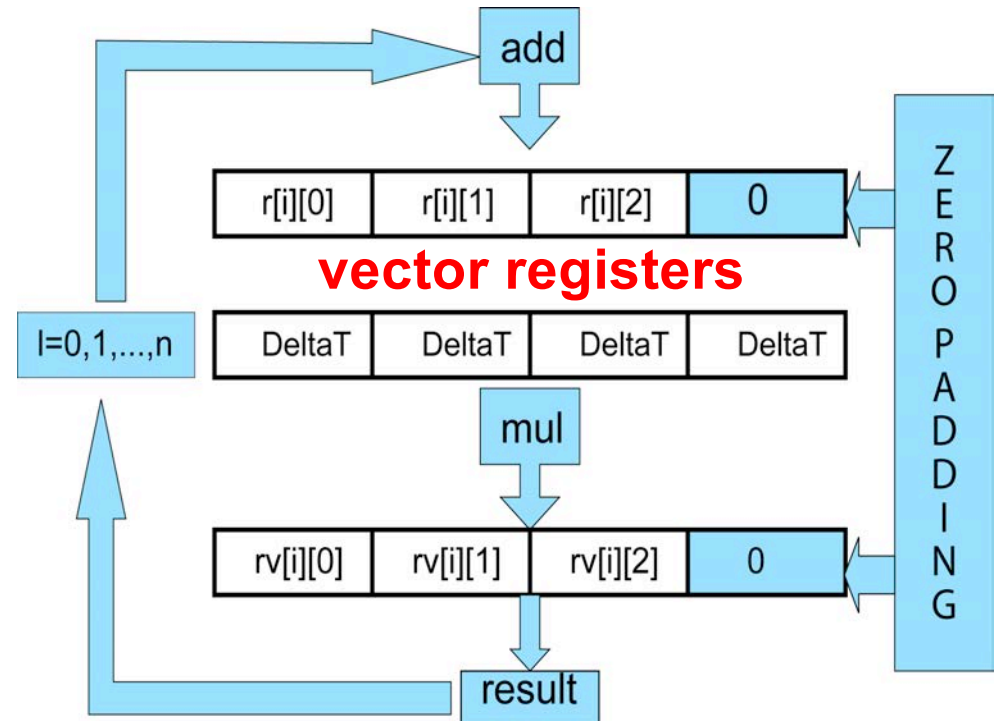 add
r[i][0] r[i][1] r[i][2] 0
vector registers
I=0,1,...,n
DeltaT DeltaT DeltaT DeltaT
mul
rv[i][0] rv[i][1] rv[i][2] 0
result
ZERO PADDING